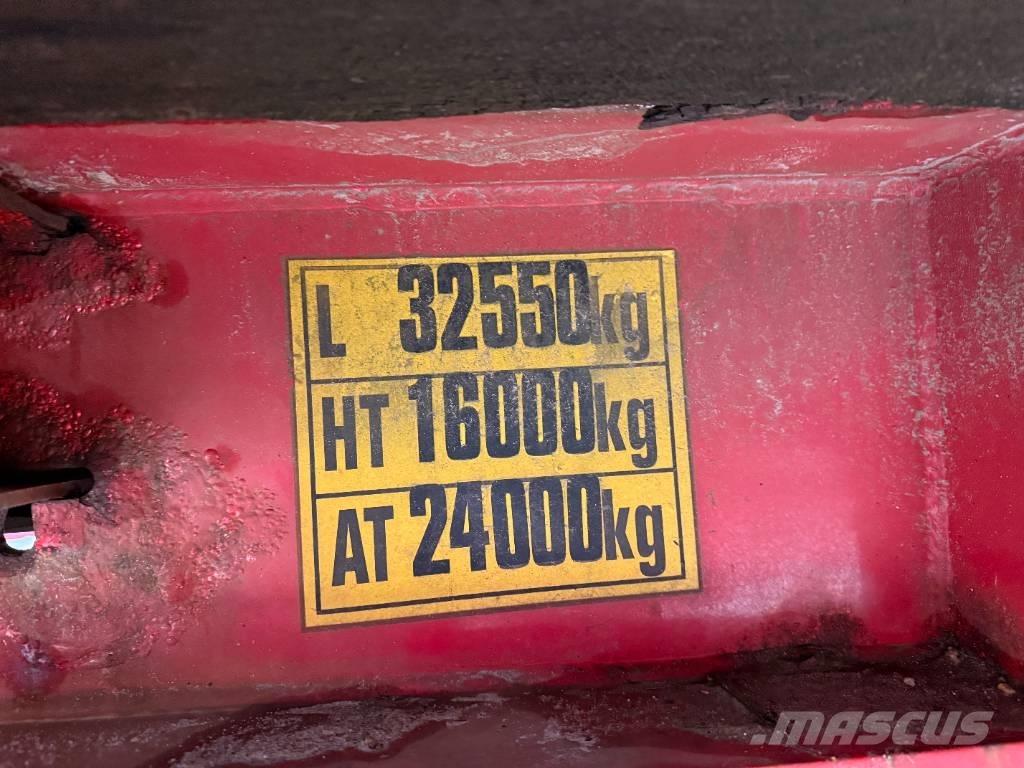 L 32550kg
HT 16000kg
AT 24000kg
MASCUS